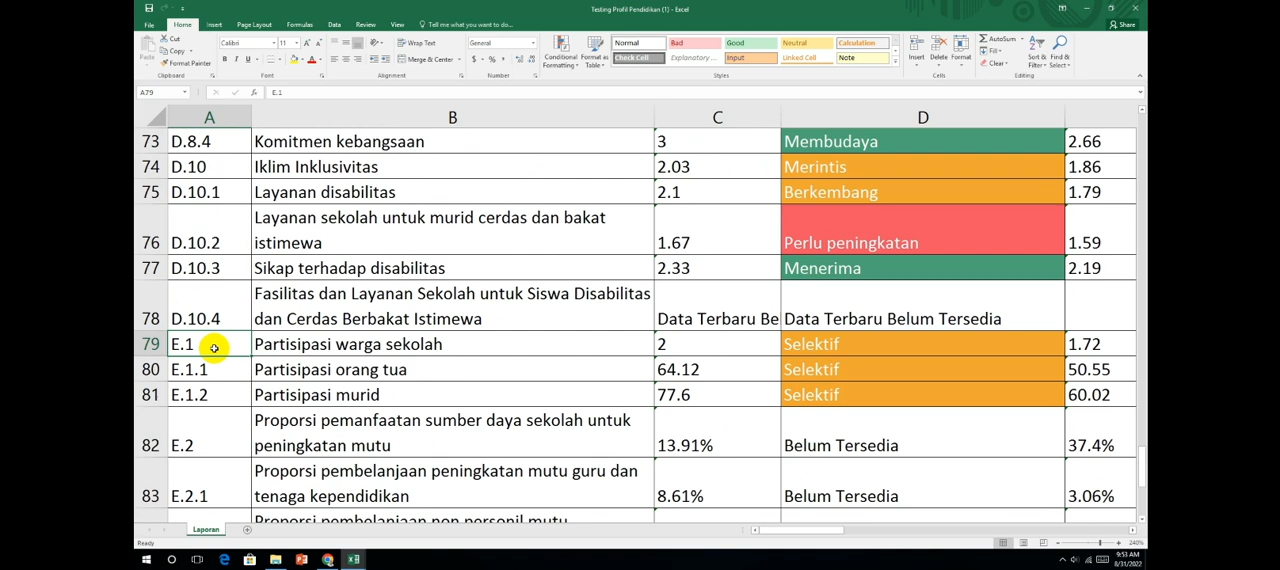 Testing Profil Pendidikan (1) - Excel
File Home Insert Page Layout Formulas Data Review View Tell me what you want to do... Share
Cut
Copy
Format Painter
Paste
Clipboard
Calibri 11
B I U
Font
Wrap Text
Merge & Center
Alignment
General
$ % ,
Number
Conditional Formatting
Format as Table
Normal Bad Good Neutral Calculation
Check Cell Explanatory ... Input Linked Cell Note
Styles
Insert Delete Format
Cells
AutoSum
Fill
Clear
Sort & Filter
Find & Select
Editing
A79 fx E.1
A B C D
73 D.8.4 Komitmen kebangsaan 3 Membudaya 2.66
74 D.10 Iklim Inklusivitas 2.03 Merintis 1.86
75 D.10.1 Layanan disabilitas 2.1 Berkembang 1.79
Layanan sekolah untuk murid cerdas dan bakat
76 D.10.2 istimewa 1.67 Perlu peningkatan 1.59
77 D.10.3 Sikap terhadap disabilitas 2.33 Menerima 2.19
Fasilitas dan Layanan Sekolah untuk Siswa Disabilitas
78 D.10.4 dan Cerdas Berbakat Istimewa Data Terbaru Be Data Terbaru Belum Tersedia
79 E.1 Partisipasi warga sekolah 2 Selektif 1.72
80 E.1.1 Partisipasi orang tua 64.12 Selektif 50.55
81 E.1.2 Partisipasi murid 77.6 Selektif 60.02
Proporsi pemanfaatan sumber daya sekolah untuk
82 E.2 peningkatan mutu 13.91% Belum Tersedia 37.4%
Proporsi pembelanjaan peningkatan mutu guru dan
83 E.2.1 tenaga kependidikan 8.61% Belum Tersedia 3.06%
Proporsi pembelanjaan non personil mutu
Laporan
Ready
240%
9:53 AM
8/31/2022